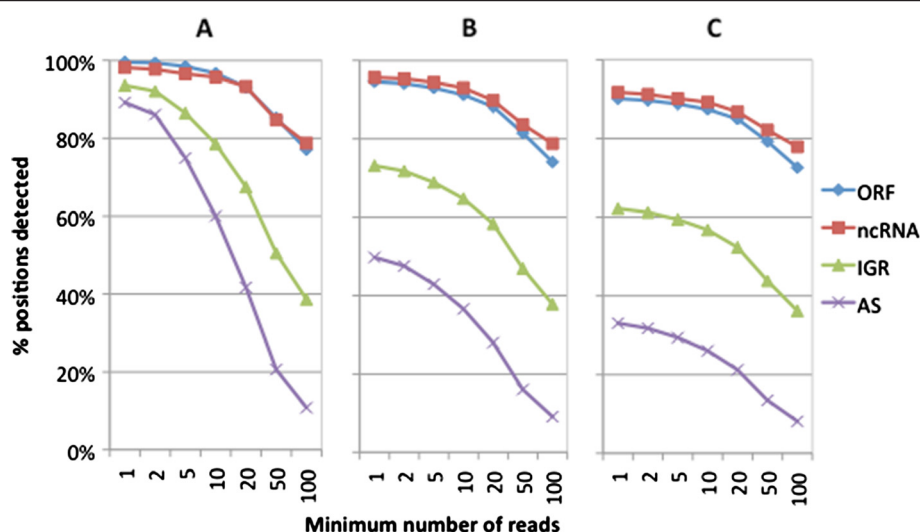 A B C
% positions detected
100%
80%
60%
40%
20%
0%
1 2 5 10 20 50 100
1 2 5 10 20 50 100
1 2 5 10 20 50 100
Minimum number of reads
ORF
ncRNA
IGR
AS